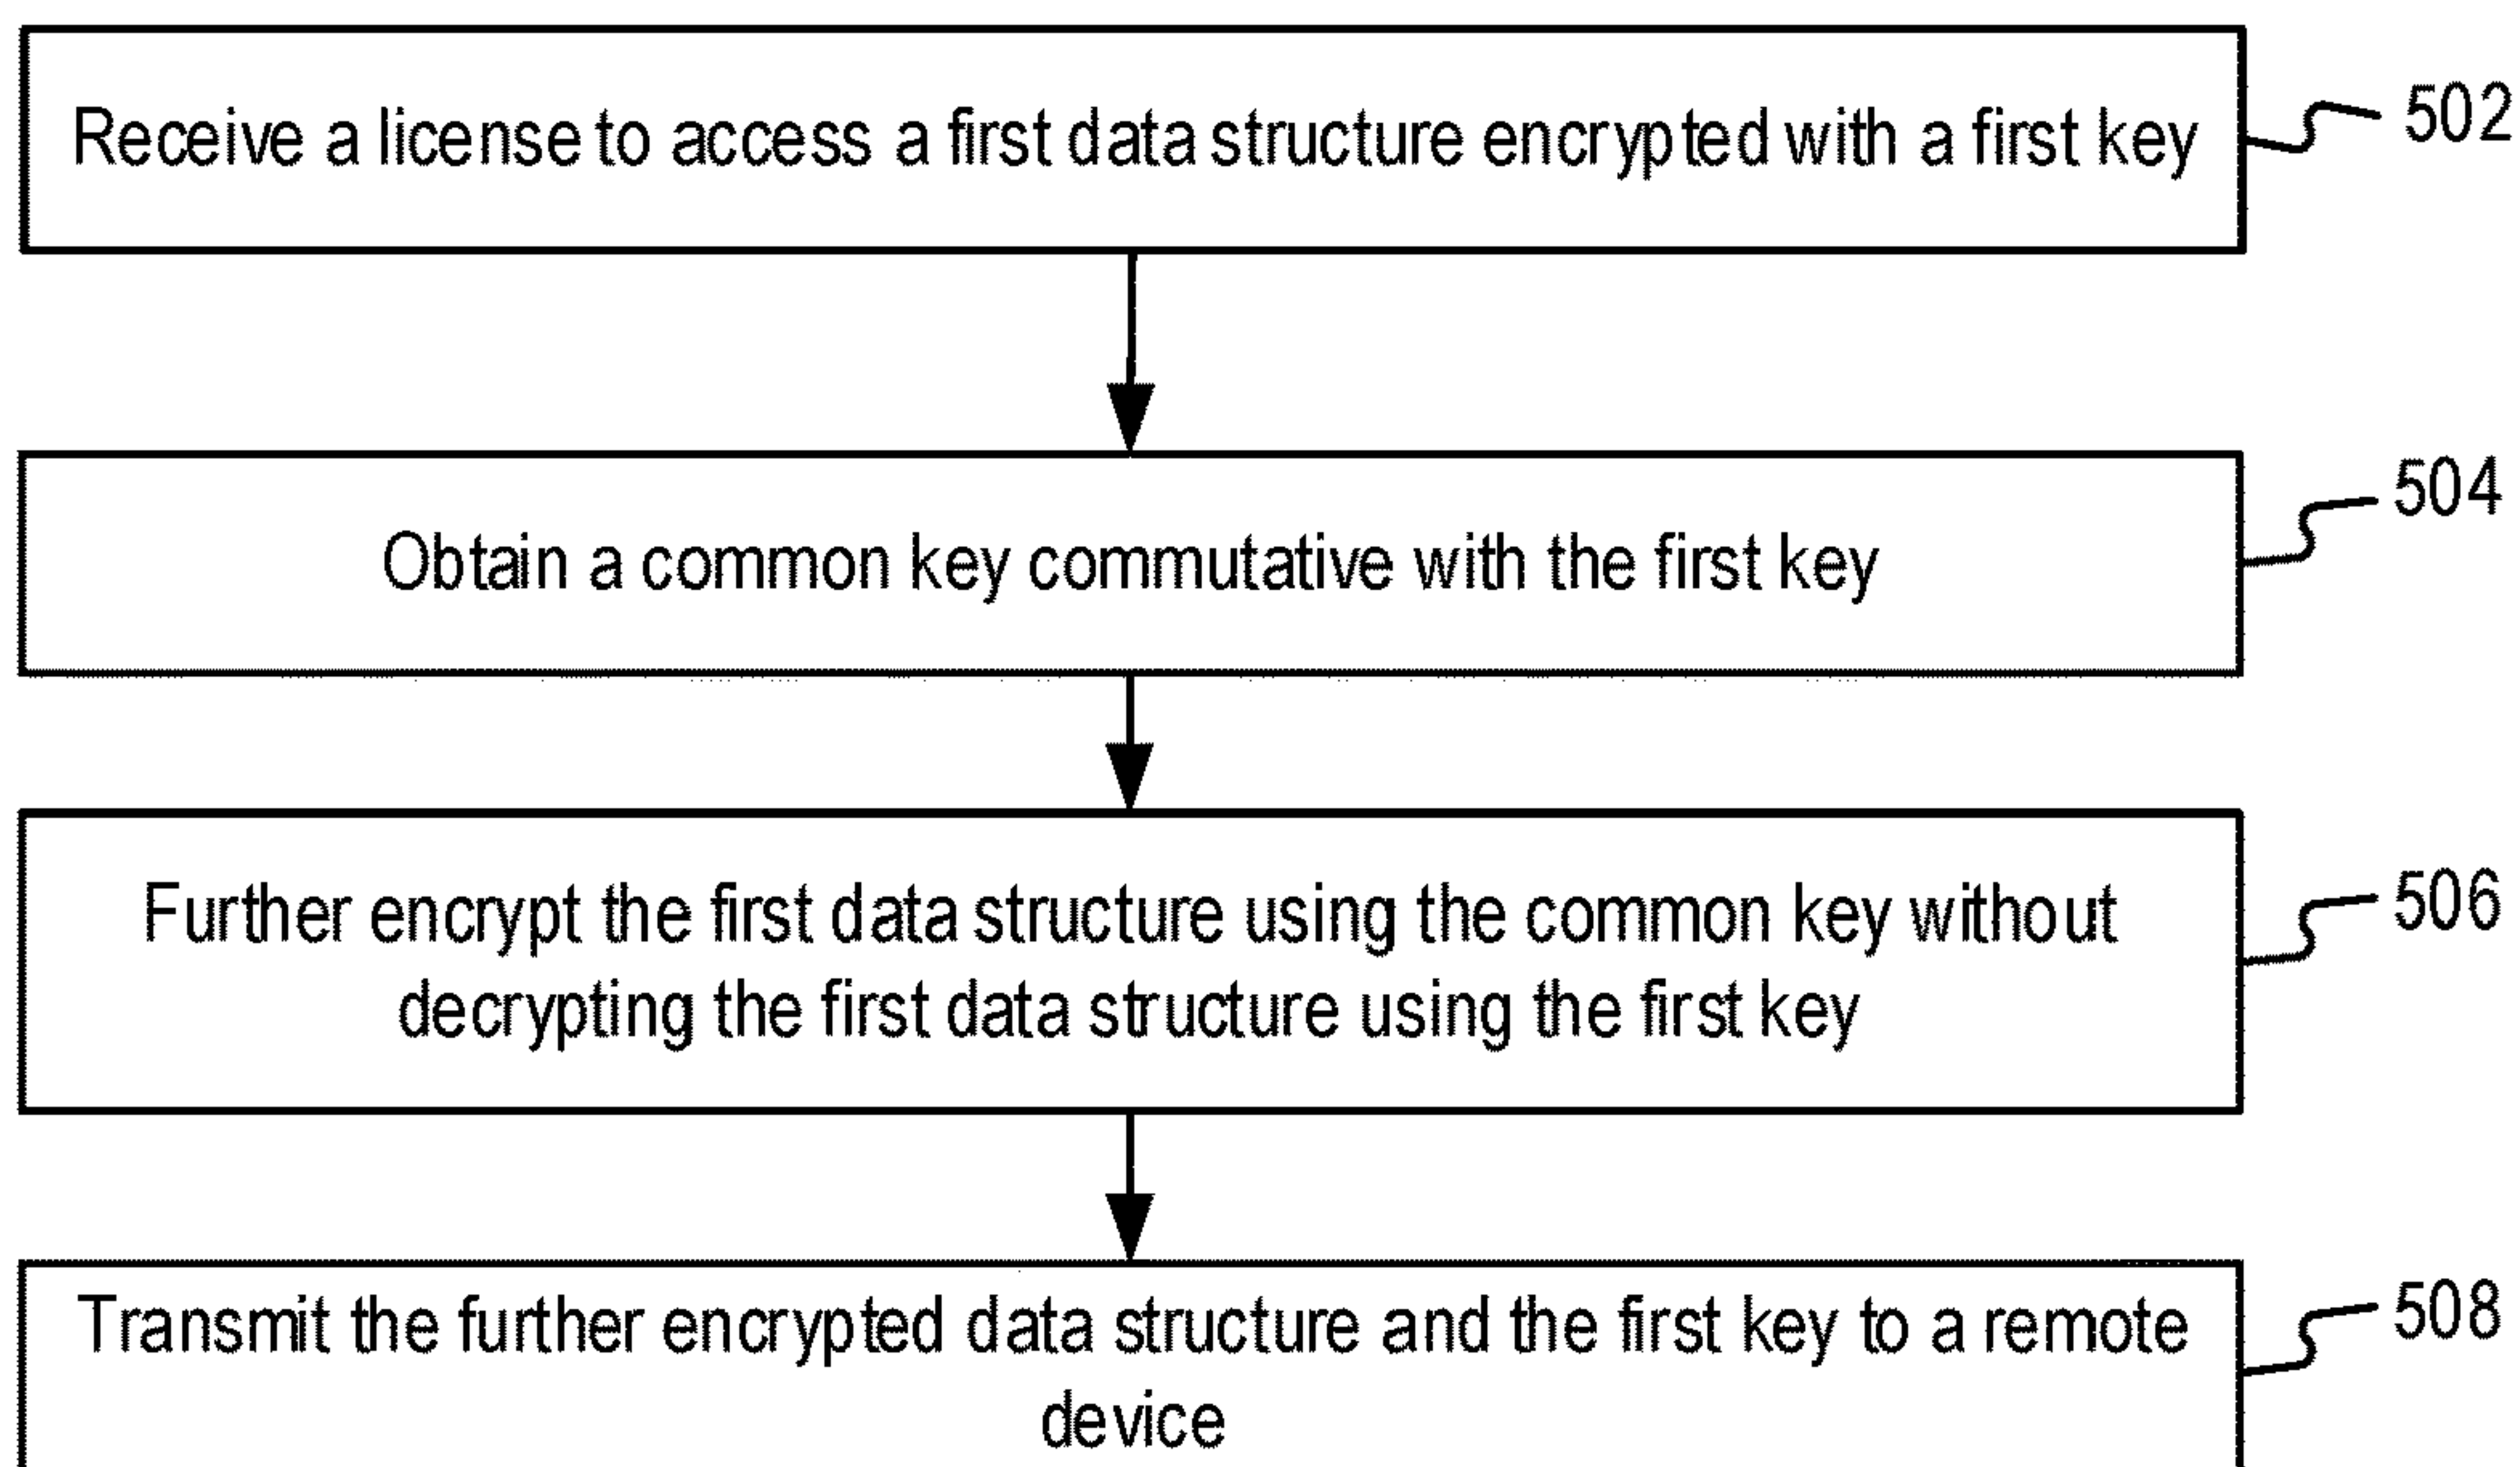 Receive a license to access a first data structure encrypted with a first key
502
Obtain a common key commutative with the first key
504
Further encrypt the first data structure using the common key without
decrypting the first data structure using the first key
506
Transmit the further encrypted data structure and the first key to a remote
device
508